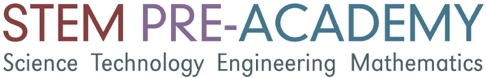 STEM PRE-ACADEMY
Science Technology Engineering Mathematics